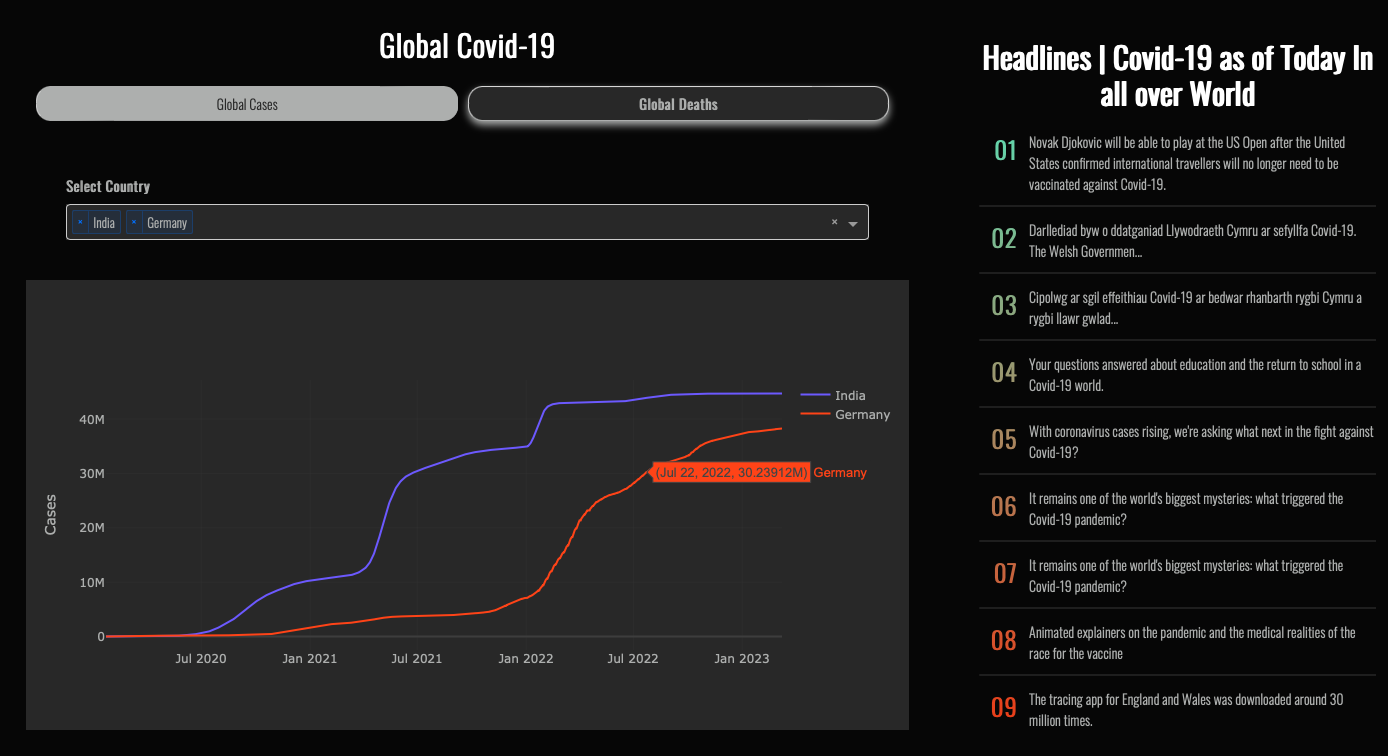 Global Covid-19
Global Cases
Global Deaths
Select Country
× India × Germany ×
India
Germany
40M
30M
20M
10M
0
Cases
(Jul 22, 2022, 30.23912M) Germany
Jul 2020 Jan 2021 Jul 2021 Jan 2022 Jul 2022 Jan 2023
Headlines | Covid-19 as of Today In
all over World
01
Novak Djokovic will be able to play at the US Open after the United
States confirmed international travellers will no longer need to be
vaccinated against Covid-19.
02
Darllediad byw o ddatganiad Llywodraeth Cymru ar sefyllfa Covid-19.
The Welsh Governmen...
03
Cipolwg ar sgil effeithiau Covid-19 ar bedwar rhanbarth rygbi Cymru a
rygbi llawr gwlad...
04
Your questions answered about education and the return to school in a
Covid-19 world.
05
With coronavirus cases rising, we're asking what next in the fight against
Covid-19?
06
It remains one of the world's biggest mysteries: what triggered the
Covid-19 pandemic?
07
It remains one of the world's biggest mysteries: what triggered the
Covid-19 pandemic?
08
Animated explainers on the pandemic and the medical realities of the
race for the vaccine
09
The tracing app for England and Wales was downloaded around 30
million times.